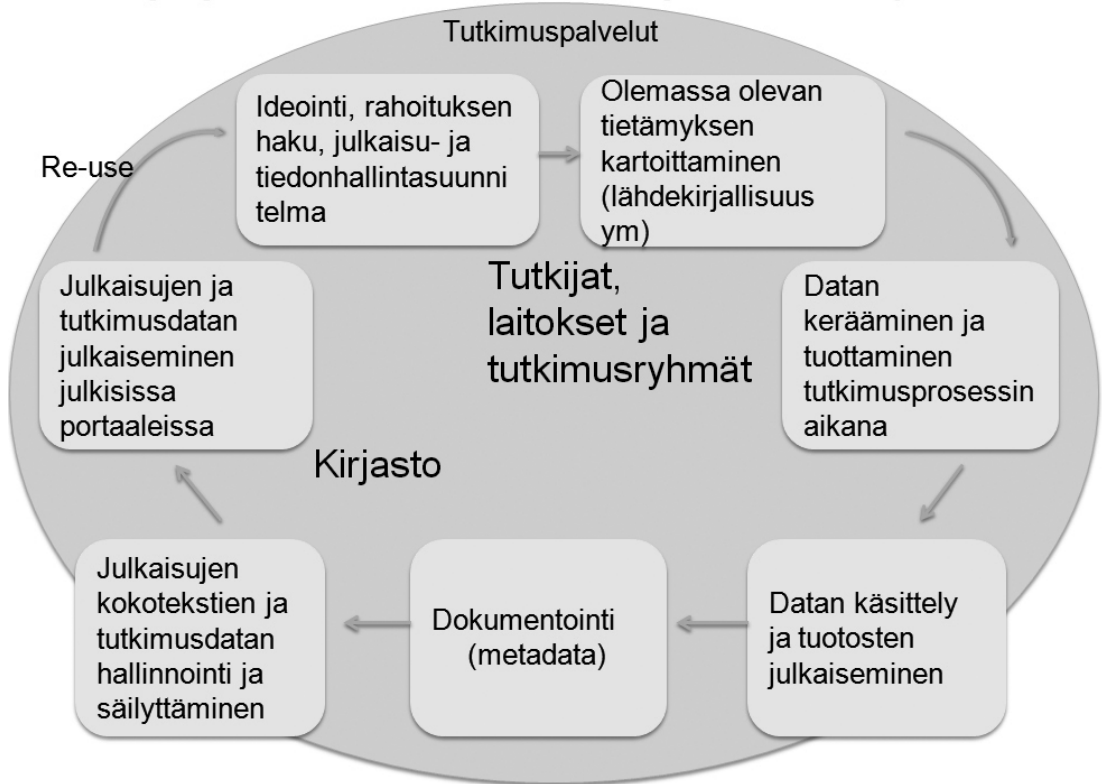 Tutkimuspalvelut
Ideointi, rahoituksen
haku, julkaisu- ja
tiedonhallintasuunni
telma
Olemassa olevan
tietämyksen
kartoittaminen
(lähdekirjallisuus
ym)
Re-use
Tutkijat,
laitokset ja
tutkimusryhmät
Julkaisujen ja
tutkimusdatan
julkaiseminen
julkisissa
portaaleissa
Datan
kerääminen ja
tuottaminen
tutkimusprosessin
aikana
Kirjasto
Julkaisujen
kokotekstien ja
tutkimusdatan
hallinnointi ja
säilyttäminen
Dokumentointi
(metadata)
Datan käsittely
ja tuotosten
julkaiseminen